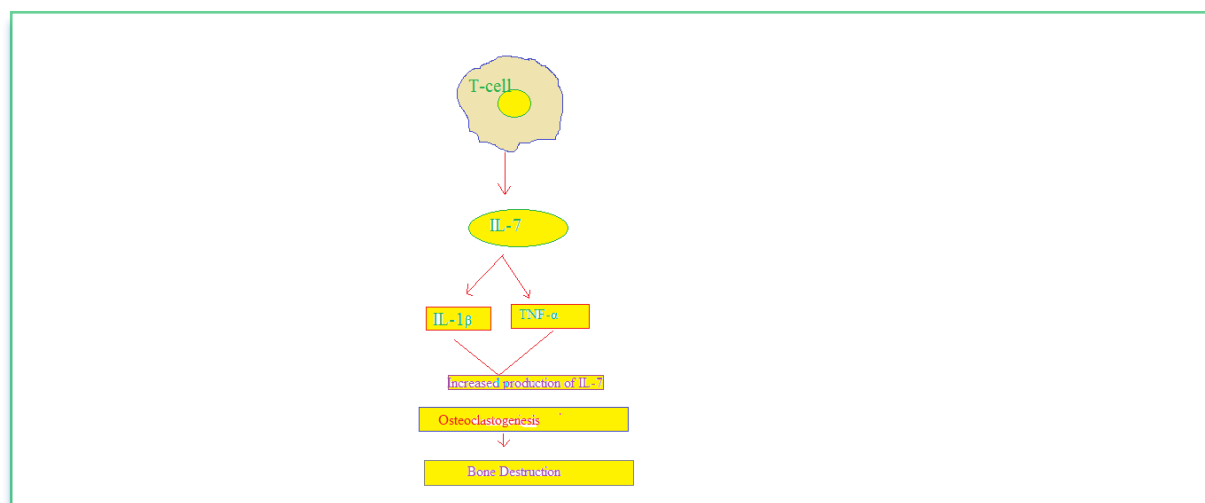 T-cell
IL-7
IL-1β
TNF-α
Increased production of IL-7
Osteoclastogenesis
Bone Destruction